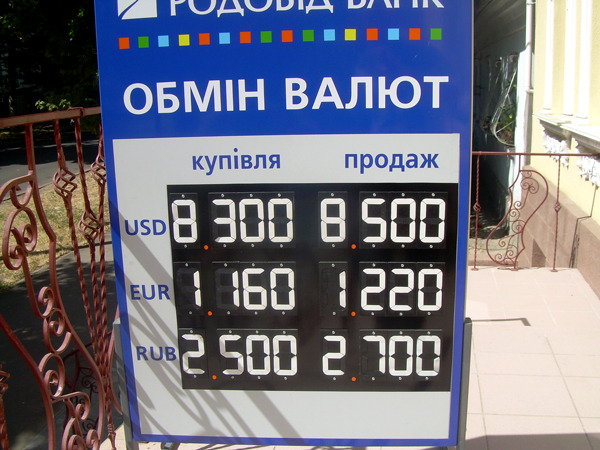 РОДОВІД БАНК
ОБМІН ВАЛЮТ
купівля продаж
USD 8.300 8.500
EUR 1.160 1.220
RUB 2.500 2.700